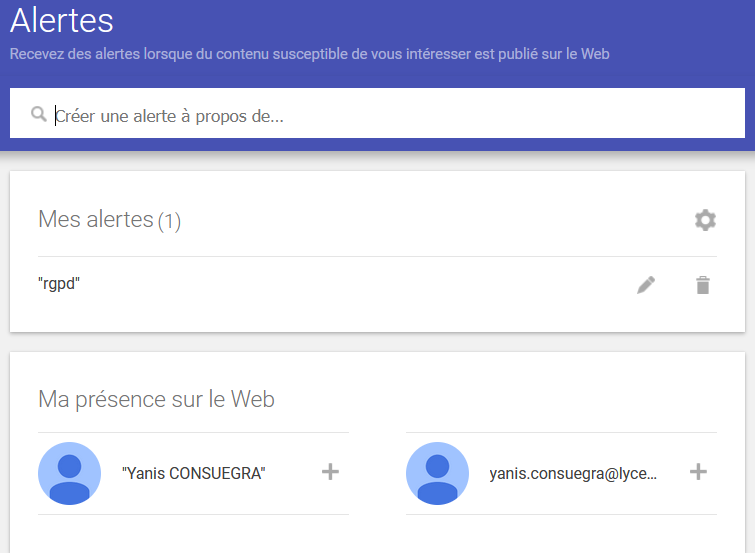 Alertes
Recevez des alertes lorsque du contenu susceptible de vous intéresser est publié sur le Web
Créer une alerte à propos de...
Mes alertes (1)
"rgpd"
Ma présence sur le Web
"Yanis CONSUEGRA"
yanis.consuegra@lyce...